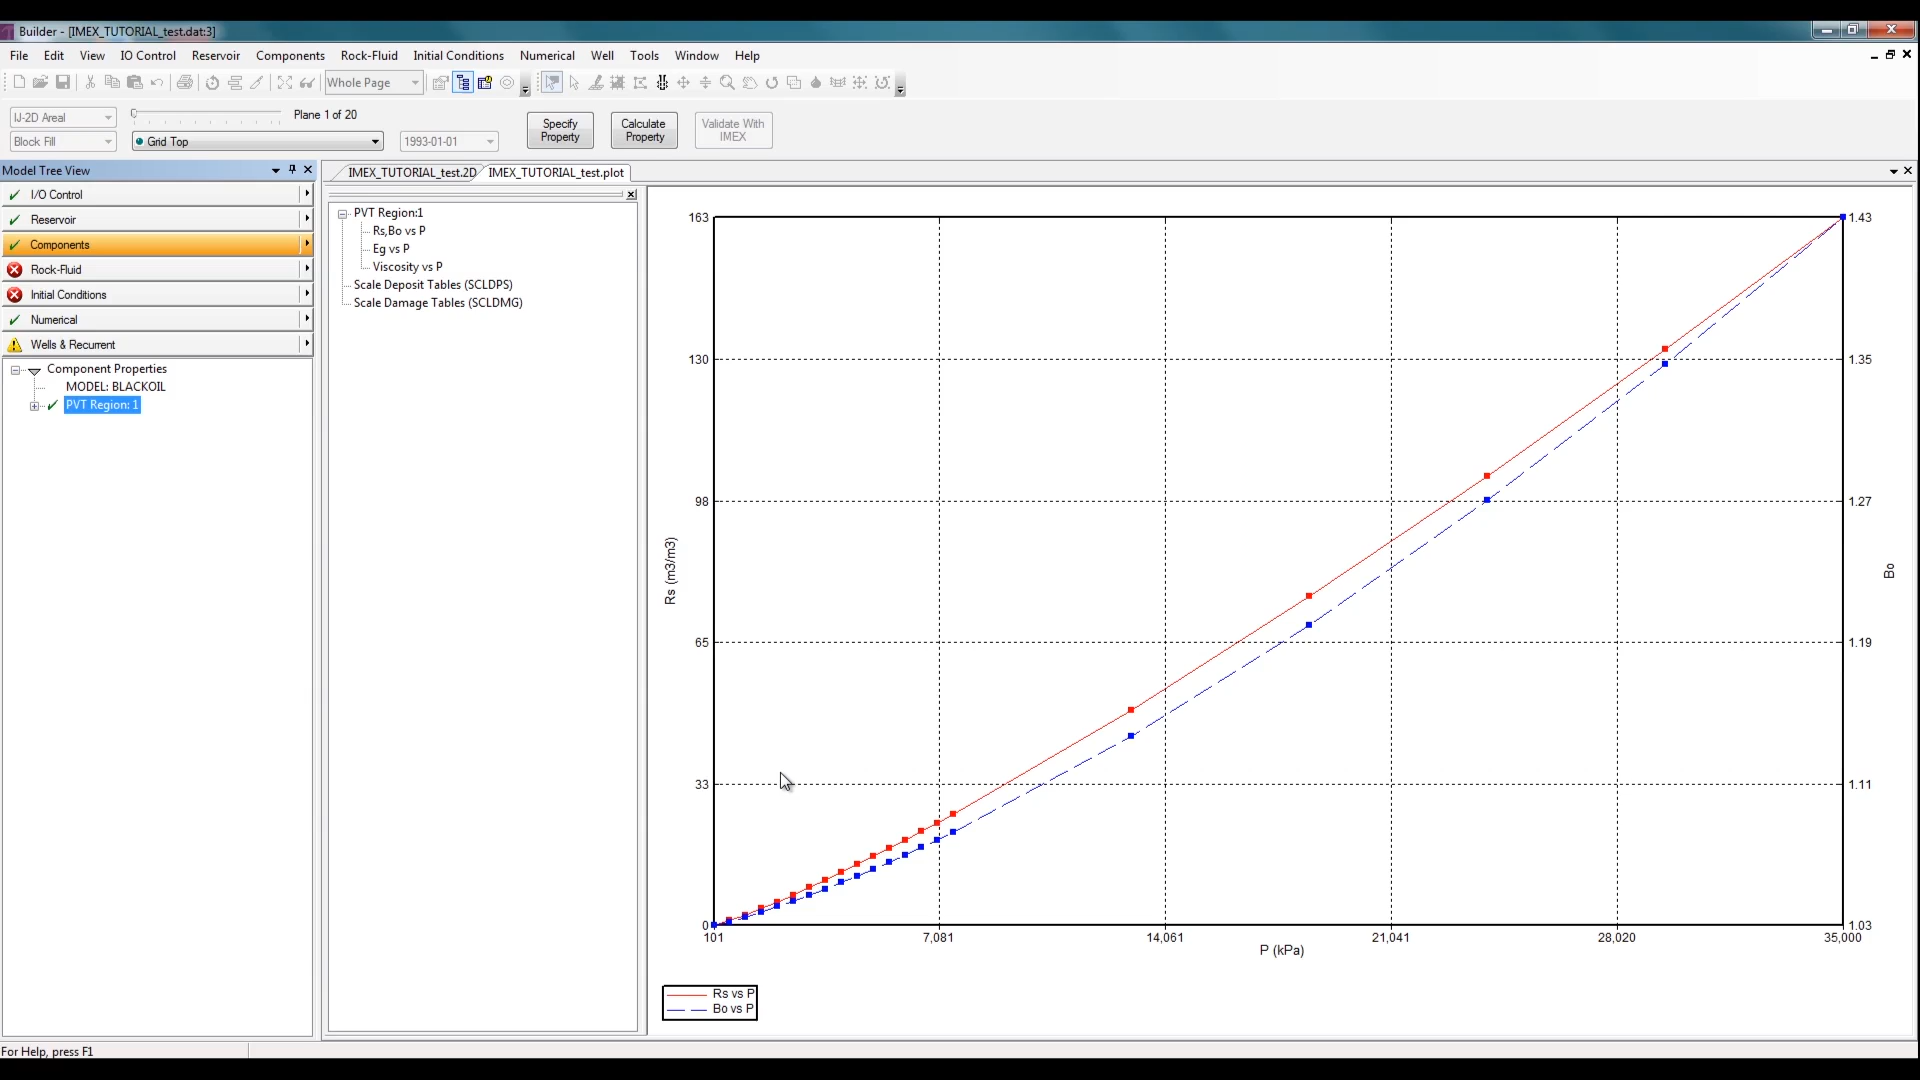 Builder - [IMEX_TUTORIAL_test.dat:3]
File Edit View IO Control Reservoir Components Rock-Fluid Initial Conditions Numerical Well Tools Window Help
Whole Page
IJ-2D Areal
Plane 1 of 20
Block Fill
Grid Top
1993-01-01
Specify
Property
Calculate
Property
Validate With
IMEX
Model Tree View
I/O Control
Reservoir
Components
Rock-Fluid
Initial Conditions
Numerical
Wells & Recurrent
Component Properties
MODEL: BLACKOIL
PVT Region: 1
IMEX_TUTORIAL_test.2D
IMEX_TUTORIAL_test.plot
PVT Region:1
Rs,Bo vs P
Eg vs P
Viscosity vs P
Scale Deposit Tables (SCLDPS)
Scale Damage Tables (SCLDMG)
163
130
98
65
33
0
Rs (m3/m3)
1.43
1.35
1.27
1.19
1.11
1.03
Bo
101 7,081 14,061 21,041 28,020 35,000
P (kPa)
Rs vs P
Bo vs P
For Help, press F1